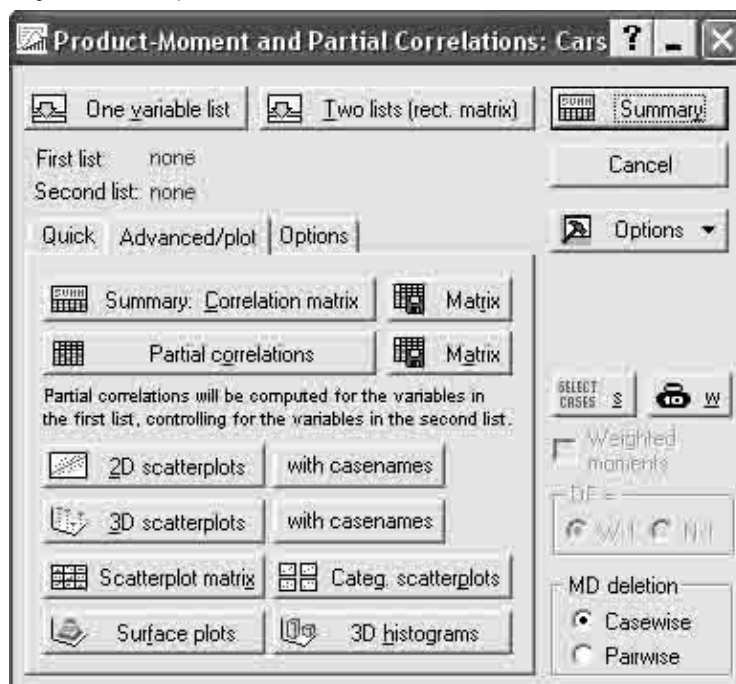 Product-Moment and Partial Correlations: Cars ? - X
One variable list
Two lists (rect. matrix)
Summary
First list: none
Second list: none
Cancel
Quick Advanced/plot Options
Options
Summary: Correlation matrix
Matrix
Partial correlations
Matrix
Partial correlations will be computed for the variables in
the first list, controlling for the variables in the second list.
SELECT
CASES S
W
2D scatterplots
with casenames
Weighted
moments
3D scatterplots
with casenames
DF =
W-1 N-1
Scatterplot matrix
Categ. scatterplots
Surface plots
3D histograms
MD deletion
Casewise
Pairwise